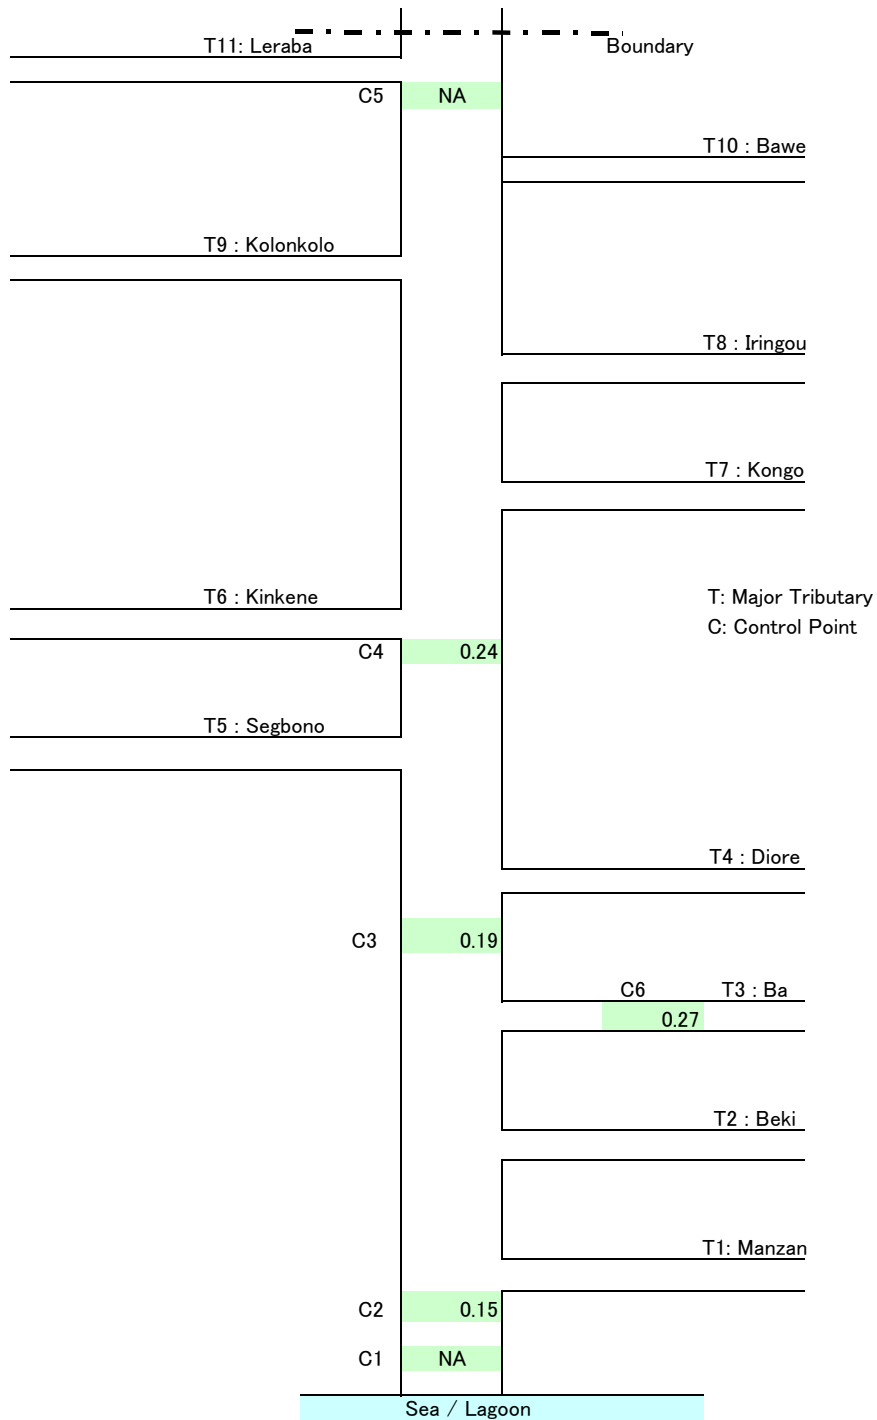 T11: Leraba
Boundary
C5 NA
T10 : Bawe
T9 : Kolonkolo
T8 : Iringou
T7 : Kongo
T6 : Kinkene
T: Major Tributary
C: Control Point
C4 0.24
T5 : Segbono
T4 : Diore
C3 0.19
C6 T3 : Ba
0.27
T2 : Beki
T1: Manzan
C2 0.15
C1 NA
Sea / Lagoon